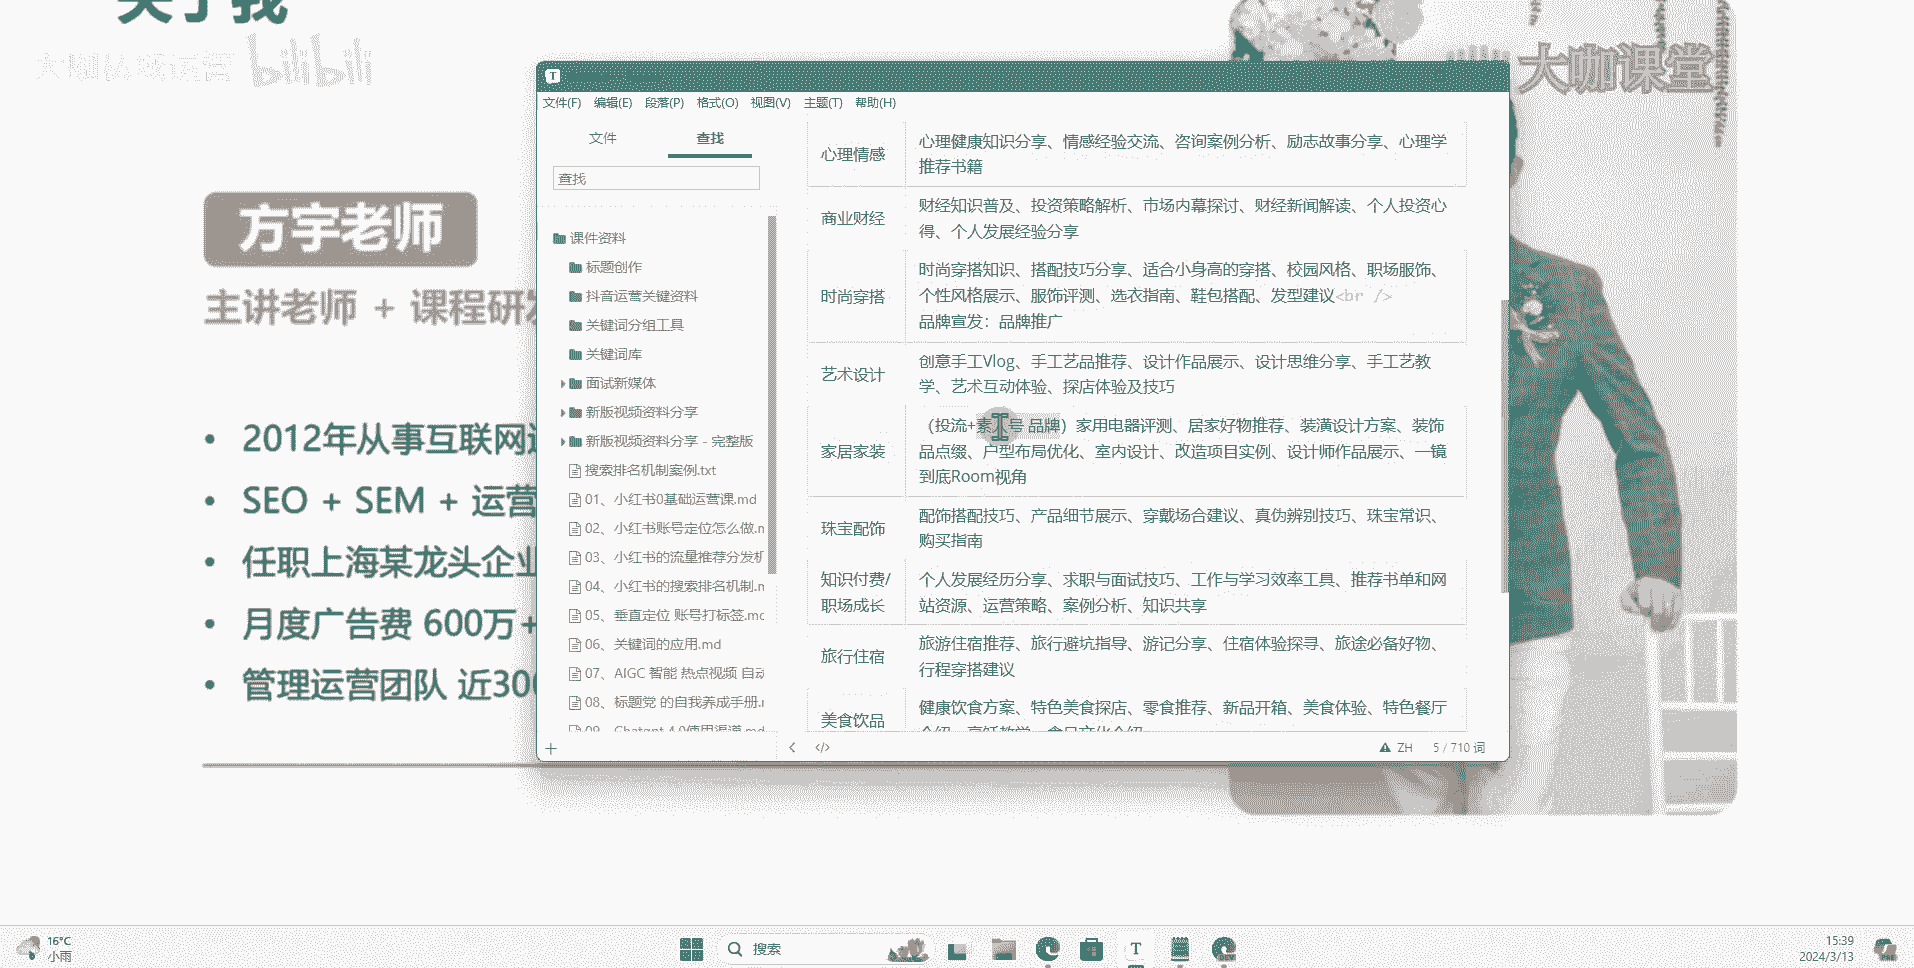 关于我
bilibili
大咖课堂
方宇老师
主讲老师 + 课程研发
2012年从事互联网
SEO + SEM + 运营
任职上海某龙头企业
月度广告费 600万+
管理运营团队 近300
文件(F) 编辑(E) 段落(P) 格式(O) 视图(V) 主题(T) 帮助(H)
文件 查找
查找
课件资料
标题创作
抖音运营关键资料
关键词分组工具
关键词库
面试新媒体
新版视频资料分享
新版视频资料分享 - 完整版
搜索排名机制案例.txt
01、小红书0基础运营课.md
02、小红书账号定位怎么做.m
03、小红书的流量推荐分发机
04、小红书的搜索排名机制.m
05、垂直定位 账号打标签.mc
06、关键词的应用.md
07、AIGC 智能 热点视频 自动
08、标题党 的自我养成手册.m
09、Chatgpt 4.0使用渠道.md
心理情感
心理健康知识分享、情感经验交流、咨询案例分析、励志故事分享、心理学
推荐书籍
商业财经
财经知识普及、投资策略解析、市场内幕探讨、财经新闻解读、个人投资心
得、个人发展经验分享
时尚穿搭
时尚穿搭知识、搭配技巧分享、适合小身高的穿搭、校园风格、职场服饰、
个性风格展示、服饰评测、选衣指南、鞋包搭配、发型建议<br />
品牌宣发：品牌推广
艺术设计
创意手工Vlog、手工艺品推荐、设计作品展示、设计思维分享、手工艺教
学、艺术互动体验、探店体验及技巧
家居家装
（投流+素人号 品牌）家用电器评测、居家好物推荐、装潢设计方案、装饰
品点缀、户型布局优化、室内设计、改造项目实例、设计师作品展示、一镜
到底Room视角
珠宝配饰
配饰搭配技巧、产品细节展示、穿戴场合建议、真伪辨别技巧、珠宝常识、
购买指南
知识付费/
职场成长
个人发展经历分享、求职与面试技巧、工作与学习效率工具、推荐书单和网
站资源、运营策略、案例分析、知识共享
旅行住宿
旅游住宿推荐、旅行避坑指导、游记分享、住宿体验探寻、旅途必备好物、
行程穿搭建议
美食饮品
健康饮食方案、特色美食探店、零食推荐、新品开箱、美食体验、特色餐厅
介绍、烹饪教学、食品文化介绍
ZH 5 / 710 词
16°C
小雨
搜索
15:39
2024/3/13